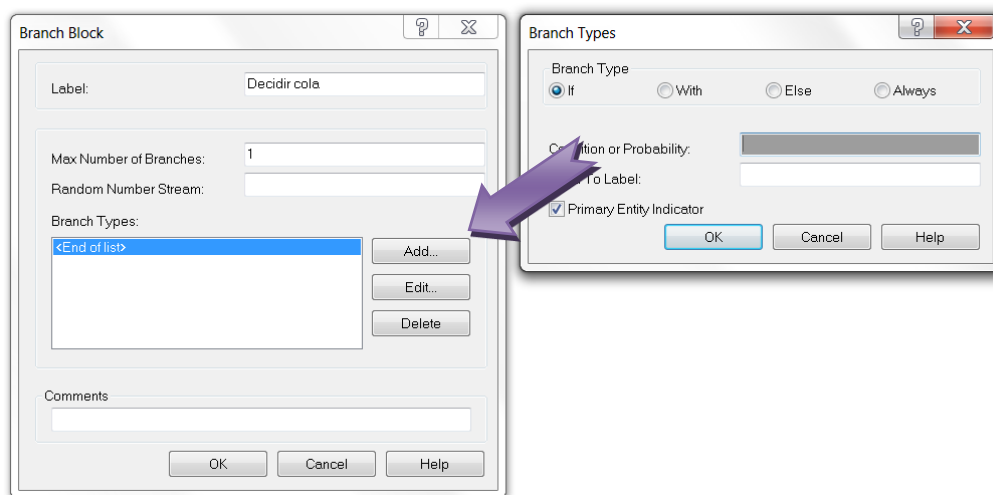 Branch Block
Label:
Decidir cola
Max Number of Branches:
1
Random Number Stream:
Branch Types:
<End of list>
Add...
Edit...
Delete
Comments
OK
Cancel
Help
Branch Types
Branch Type
If
With
Else
Always
or Probability:
To Label:
Primary Entity Indicator
OK
Cancel
Help